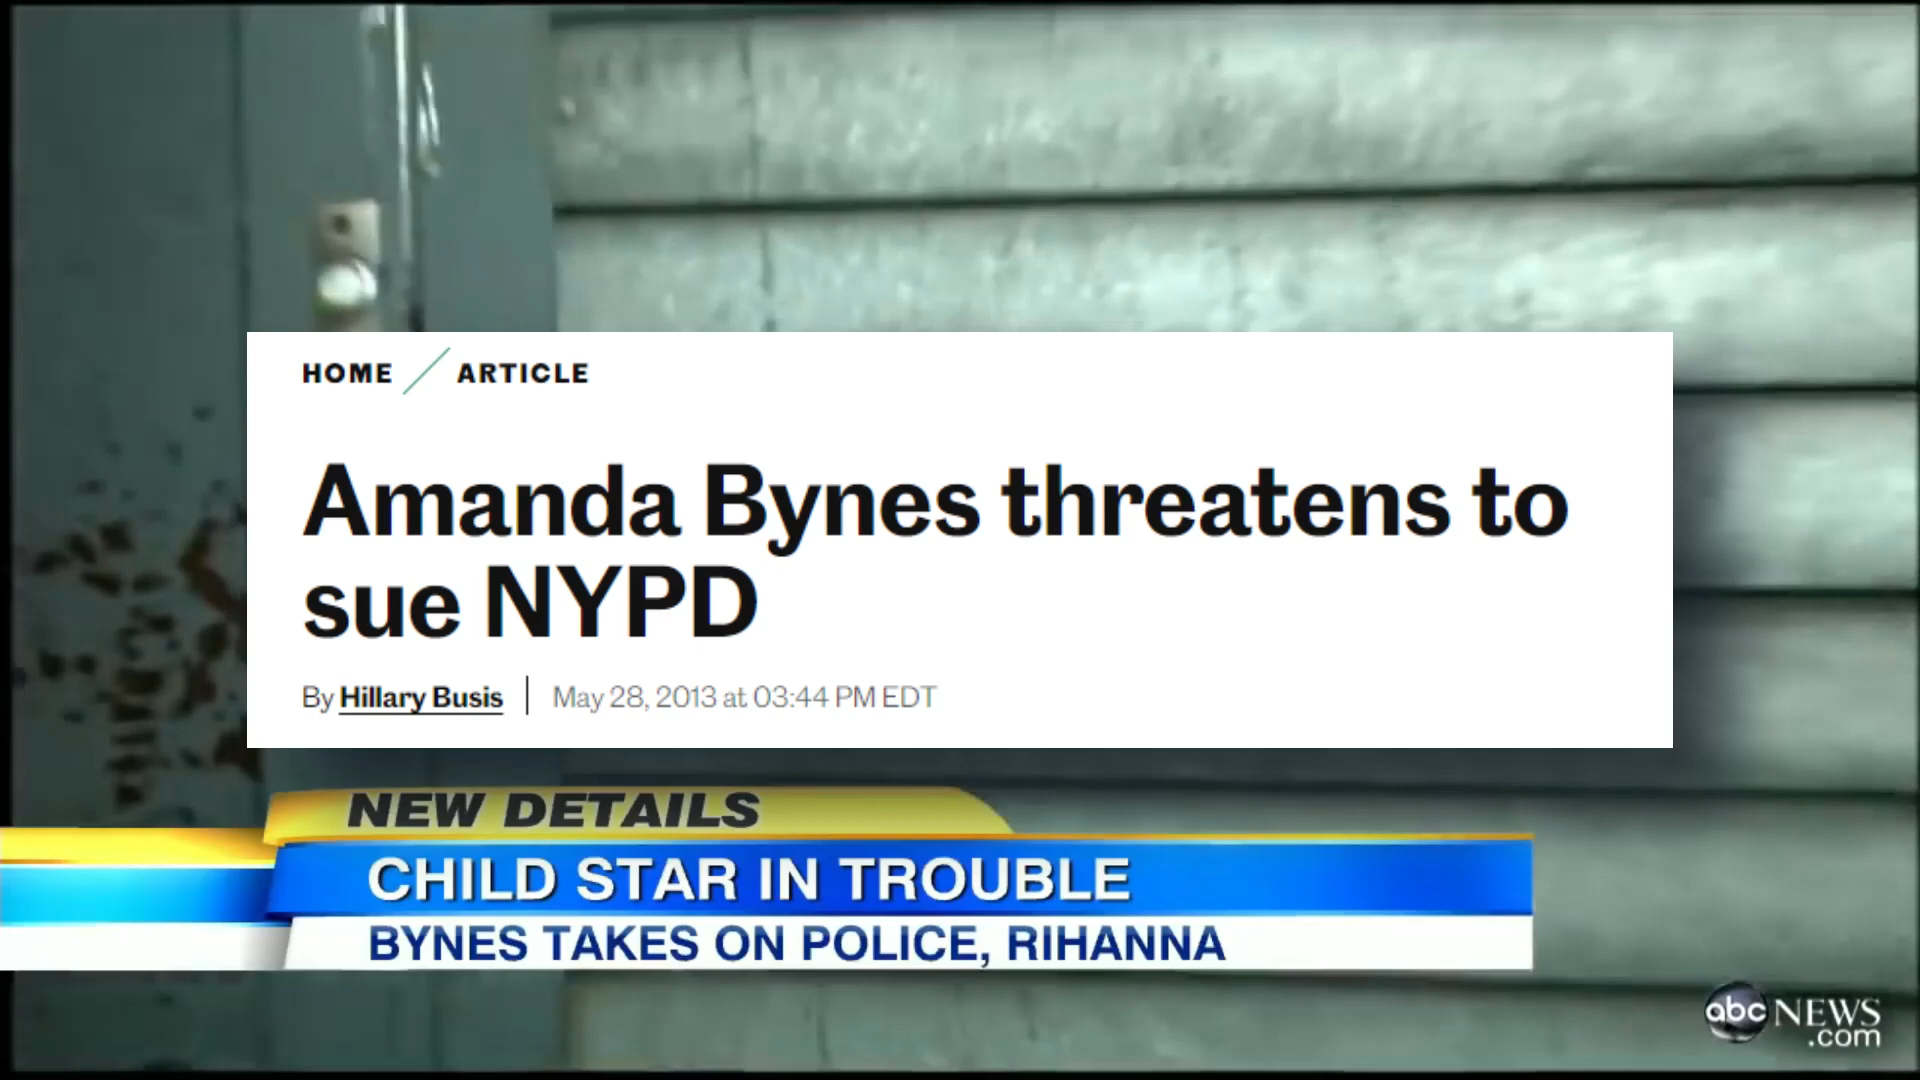 HOME / ARTICLE
Amanda Bynes threatens to
sue NYPD
By Hillary Busis | May 28, 2013 at 03:44 PM EDT
NEW DETAILS
CHILD STAR IN TROUBLE
BYNES TAKES ON POLICE, RIHANNA
abc NEWS
.com